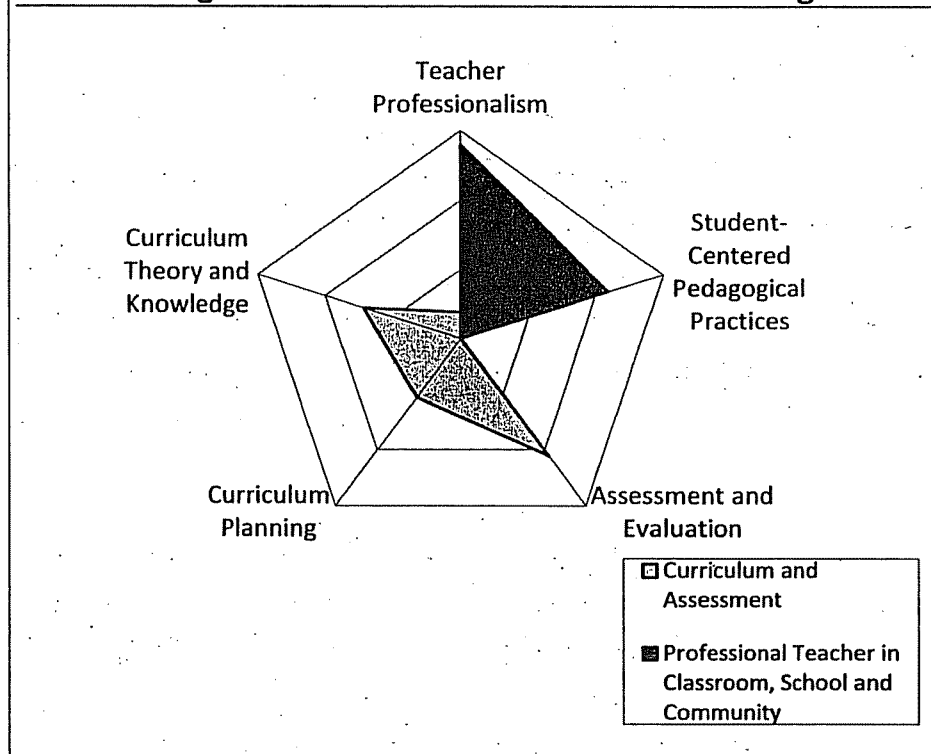 Teacher
Professionalism
Student-
Centered
Pedagogical
Practices
Curriculum
Theory and
Knowledge
Curriculum
Planning
Assessment and
Evaluation
Curriculum and
Assessment
Professional Teacher in
Classroom, School and
Community